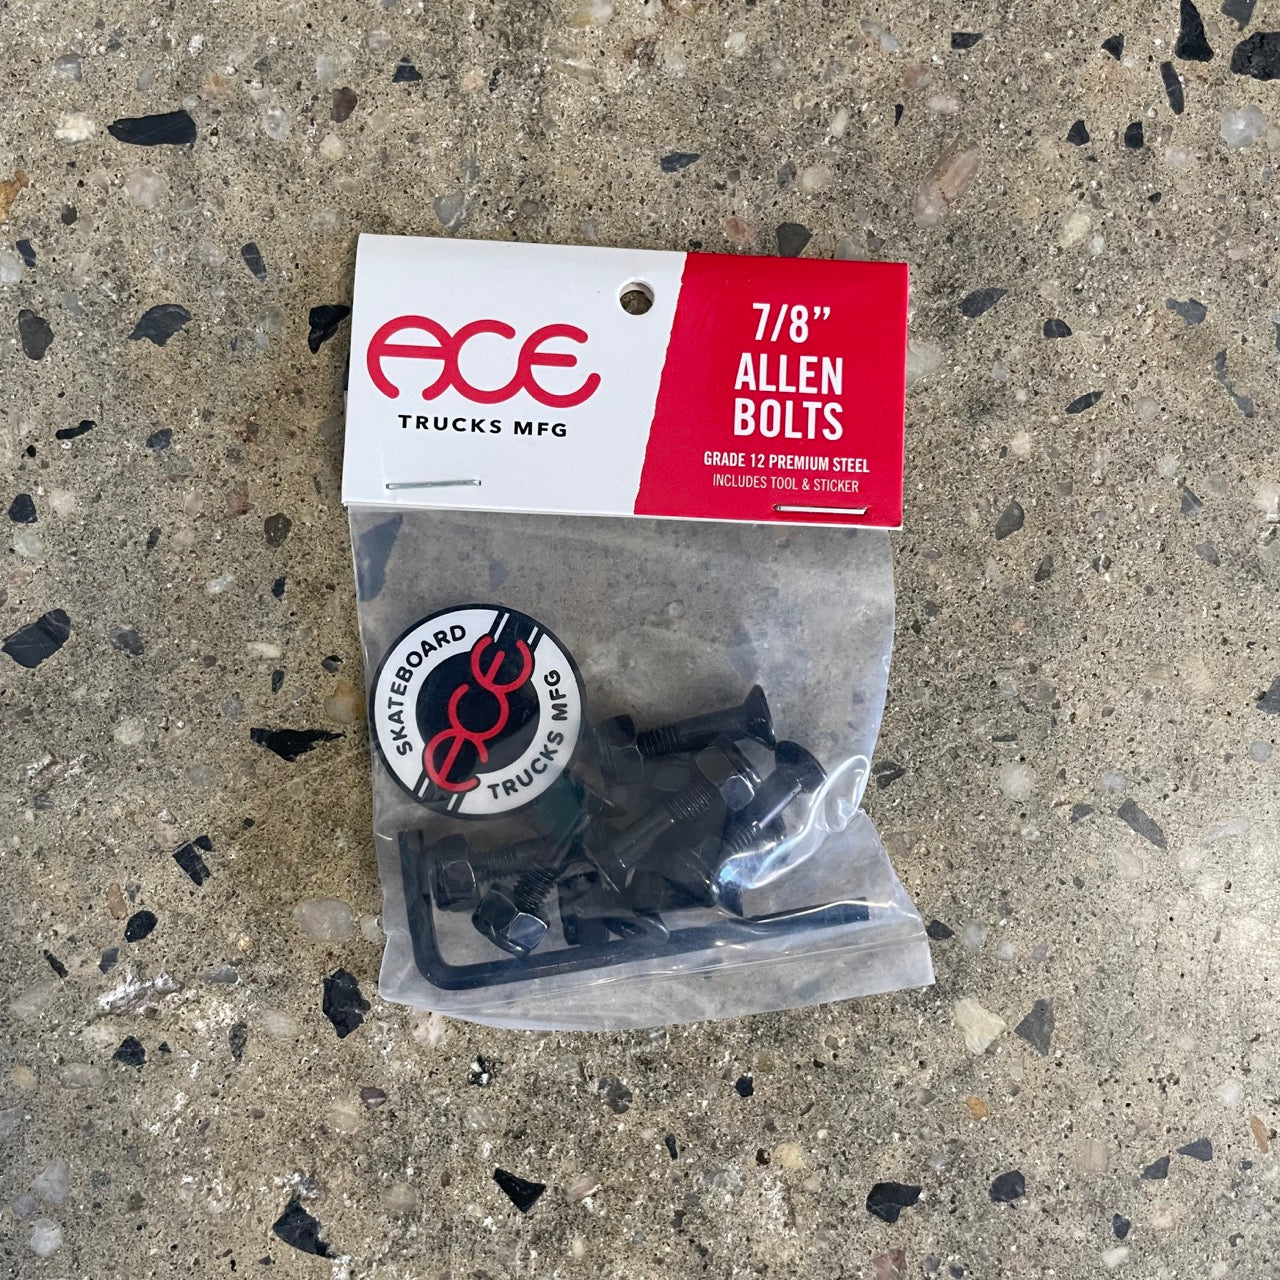 ACE
TRUCKS MFG
7/8”
ALLEN
BOLTS
GRADE 12 PREMIUM STEEL
INCLUDES TOOL & STICKER
SKATEBOARD
ACE
TRUCKS MFG